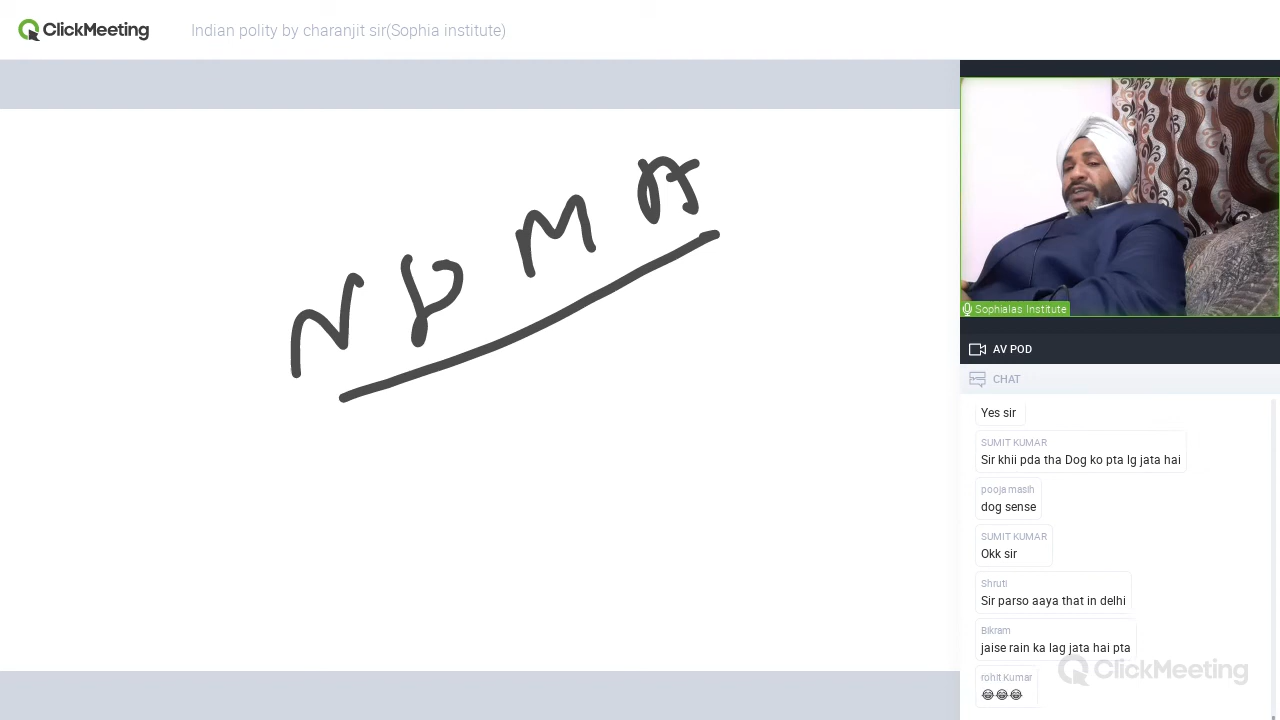 ClickMeeting
Indian polity by charanjit sir(Sophia institute)
N D M A
Sophialas Institute
AV POD
CHAT
Yes sir
SUMIT KUMAR
Sir khii pda tha Dog ko pta lg jata hai
pooja masih
dog sense
SUMIT KUMAR
Okk sir
Shruti
Sir parso aaya that in delhi
Bikram
jaise rain ka lag jata hai pta
ClickMeeting
rohit Kumar
😂😂😂